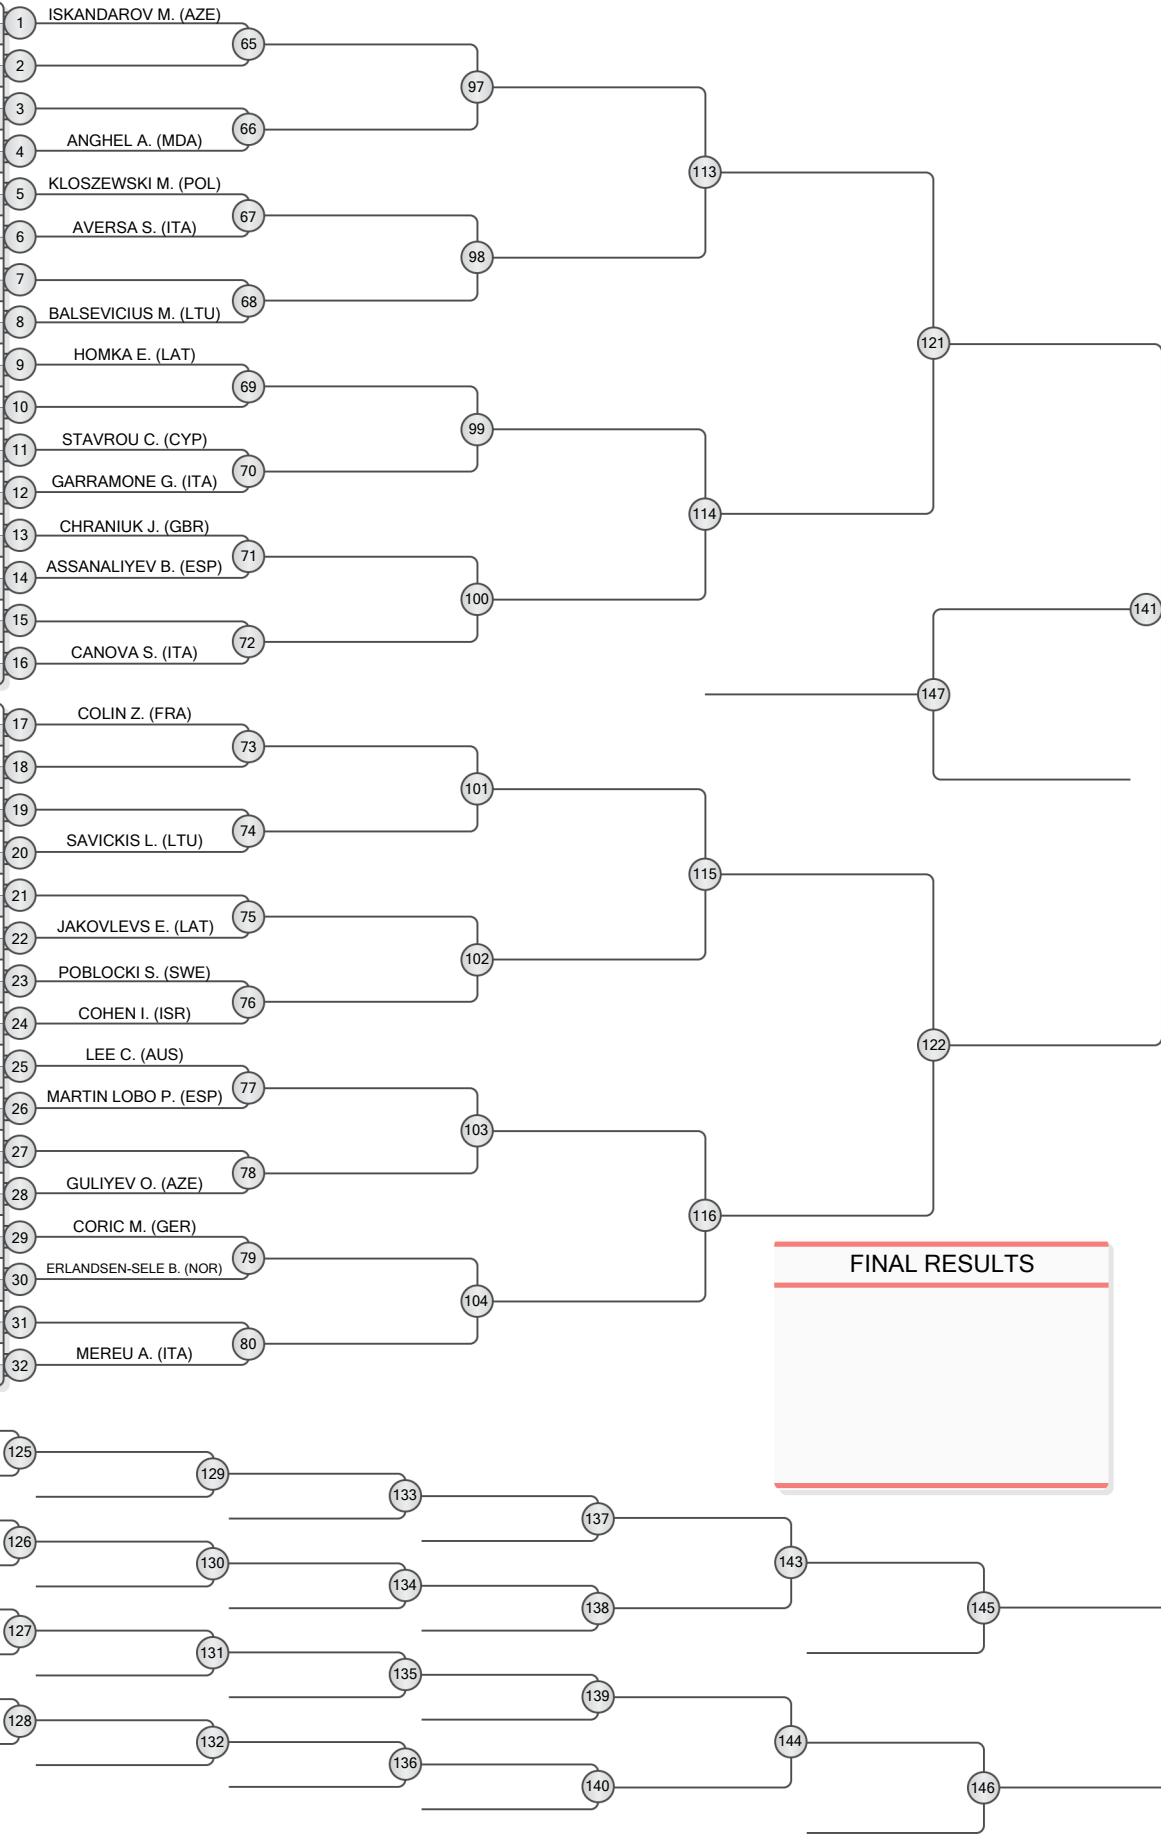 1 ISKANDAROV M. (AZE)
65
2
97
3
66
4 ANGHEL A. (MDA)
113
5 KLOSZEWSKI M. (POL)
67
6 AVERSA S. (ITA)
98
7
68
8 BALSEVICIUS M. (LTU)
121
9 HOMKA E. (LAT)
69
10
99
11 STAVROU C. (CYP)
70
12 GARRAMONE G. (ITA)
114
13 CHRANIUK J. (GBR)
71
14 ASSANALIYEV B. (ESP)
100
141
15
72
16 CANOVA S. (ITA)
147
17 COLIN Z. (FRA)
73
18
101
19
74
20 SAVICKIS L. (LTU)
115
21
75
22 JAKOVLEVS E. (LAT)
102
23 POBLOCKI S. (SWE)
76
24 COHEN I. (ISR)
122
25 LEE C. (AUS)
77
26 MARTIN LOBO P. (ESP)
103
27
78
28 GULIYEV O. (AZE)
116
29 CORIC M. (GER)
79
30 ERLANDSEN-SELE B. (NOR)
104
31
80
32 MEREU A. (ITA)
FINAL RESULTS
125
129
133
137
126
130
143
134
138
145
127
131
135
139
128
132
144
136
140
146